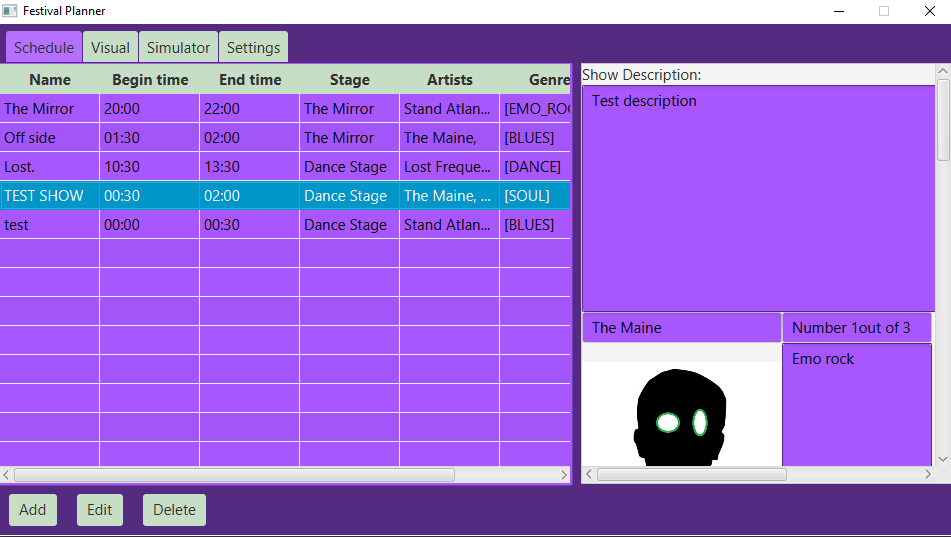 Festival Planner
Schedule Visual Simulator Settings
Name Begin time End time Stage Artists Genre
The Mirror 20:00 22:00 The Mirror Stand Atlan... [EMO_ROC
Off side 01:30 02:00 The Mirror The Maine, [BLUES]
Lost. 10:30 13:30 Dance Stage Lost Freque... [DANCE]
TEST SHOW 00:30 02:00 Dance Stage The Maine, ... [SOUL]
test 00:00 00:30 Dance Stage Stand Atlan... [BLUES]
Show Description:
Test description
The Maine Number 1out of 3
Emo rock
Add Edit Delete